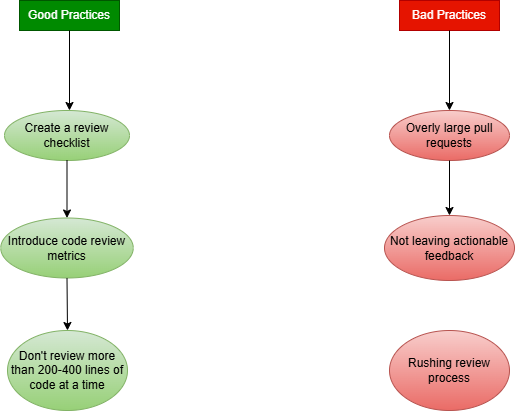 Good Practices
Create a review
checklist
Introduce code review
metrics
Don't review more
than 200-400 lines of
code at a time
Bad Practices
Overly large pull
requests
Not leaving actionable
feedback
Rushing review
process